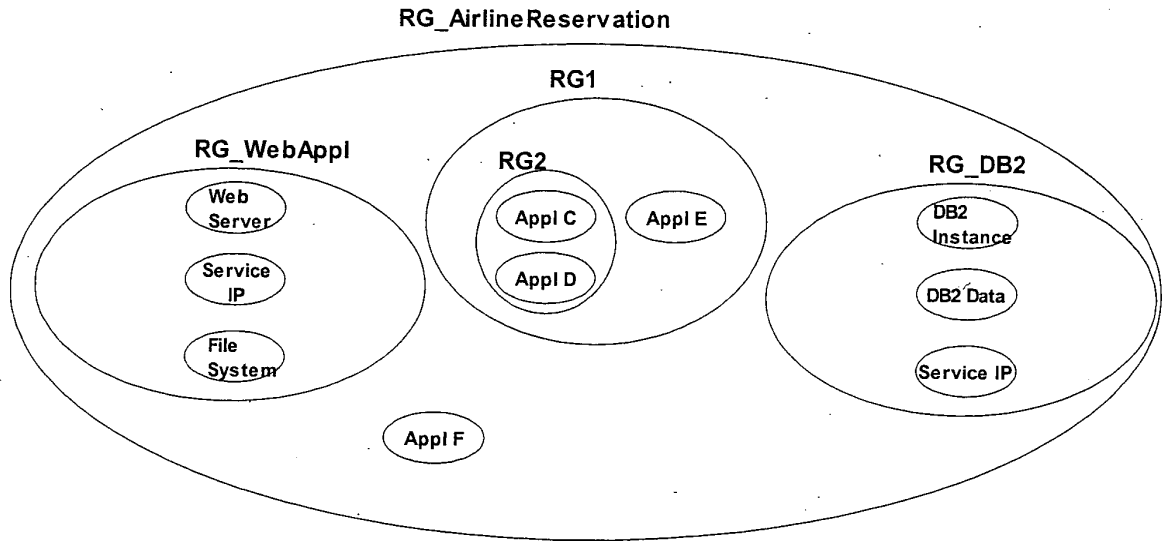 RG_AirlineReservation
RG1
RG_WebAppl
RG2
RG_DB2
Web
Server
Appl C
Appl E
DB2
Instance
Service
IP
Appl D
DB2 Data
File
System
Service IP
Appl F